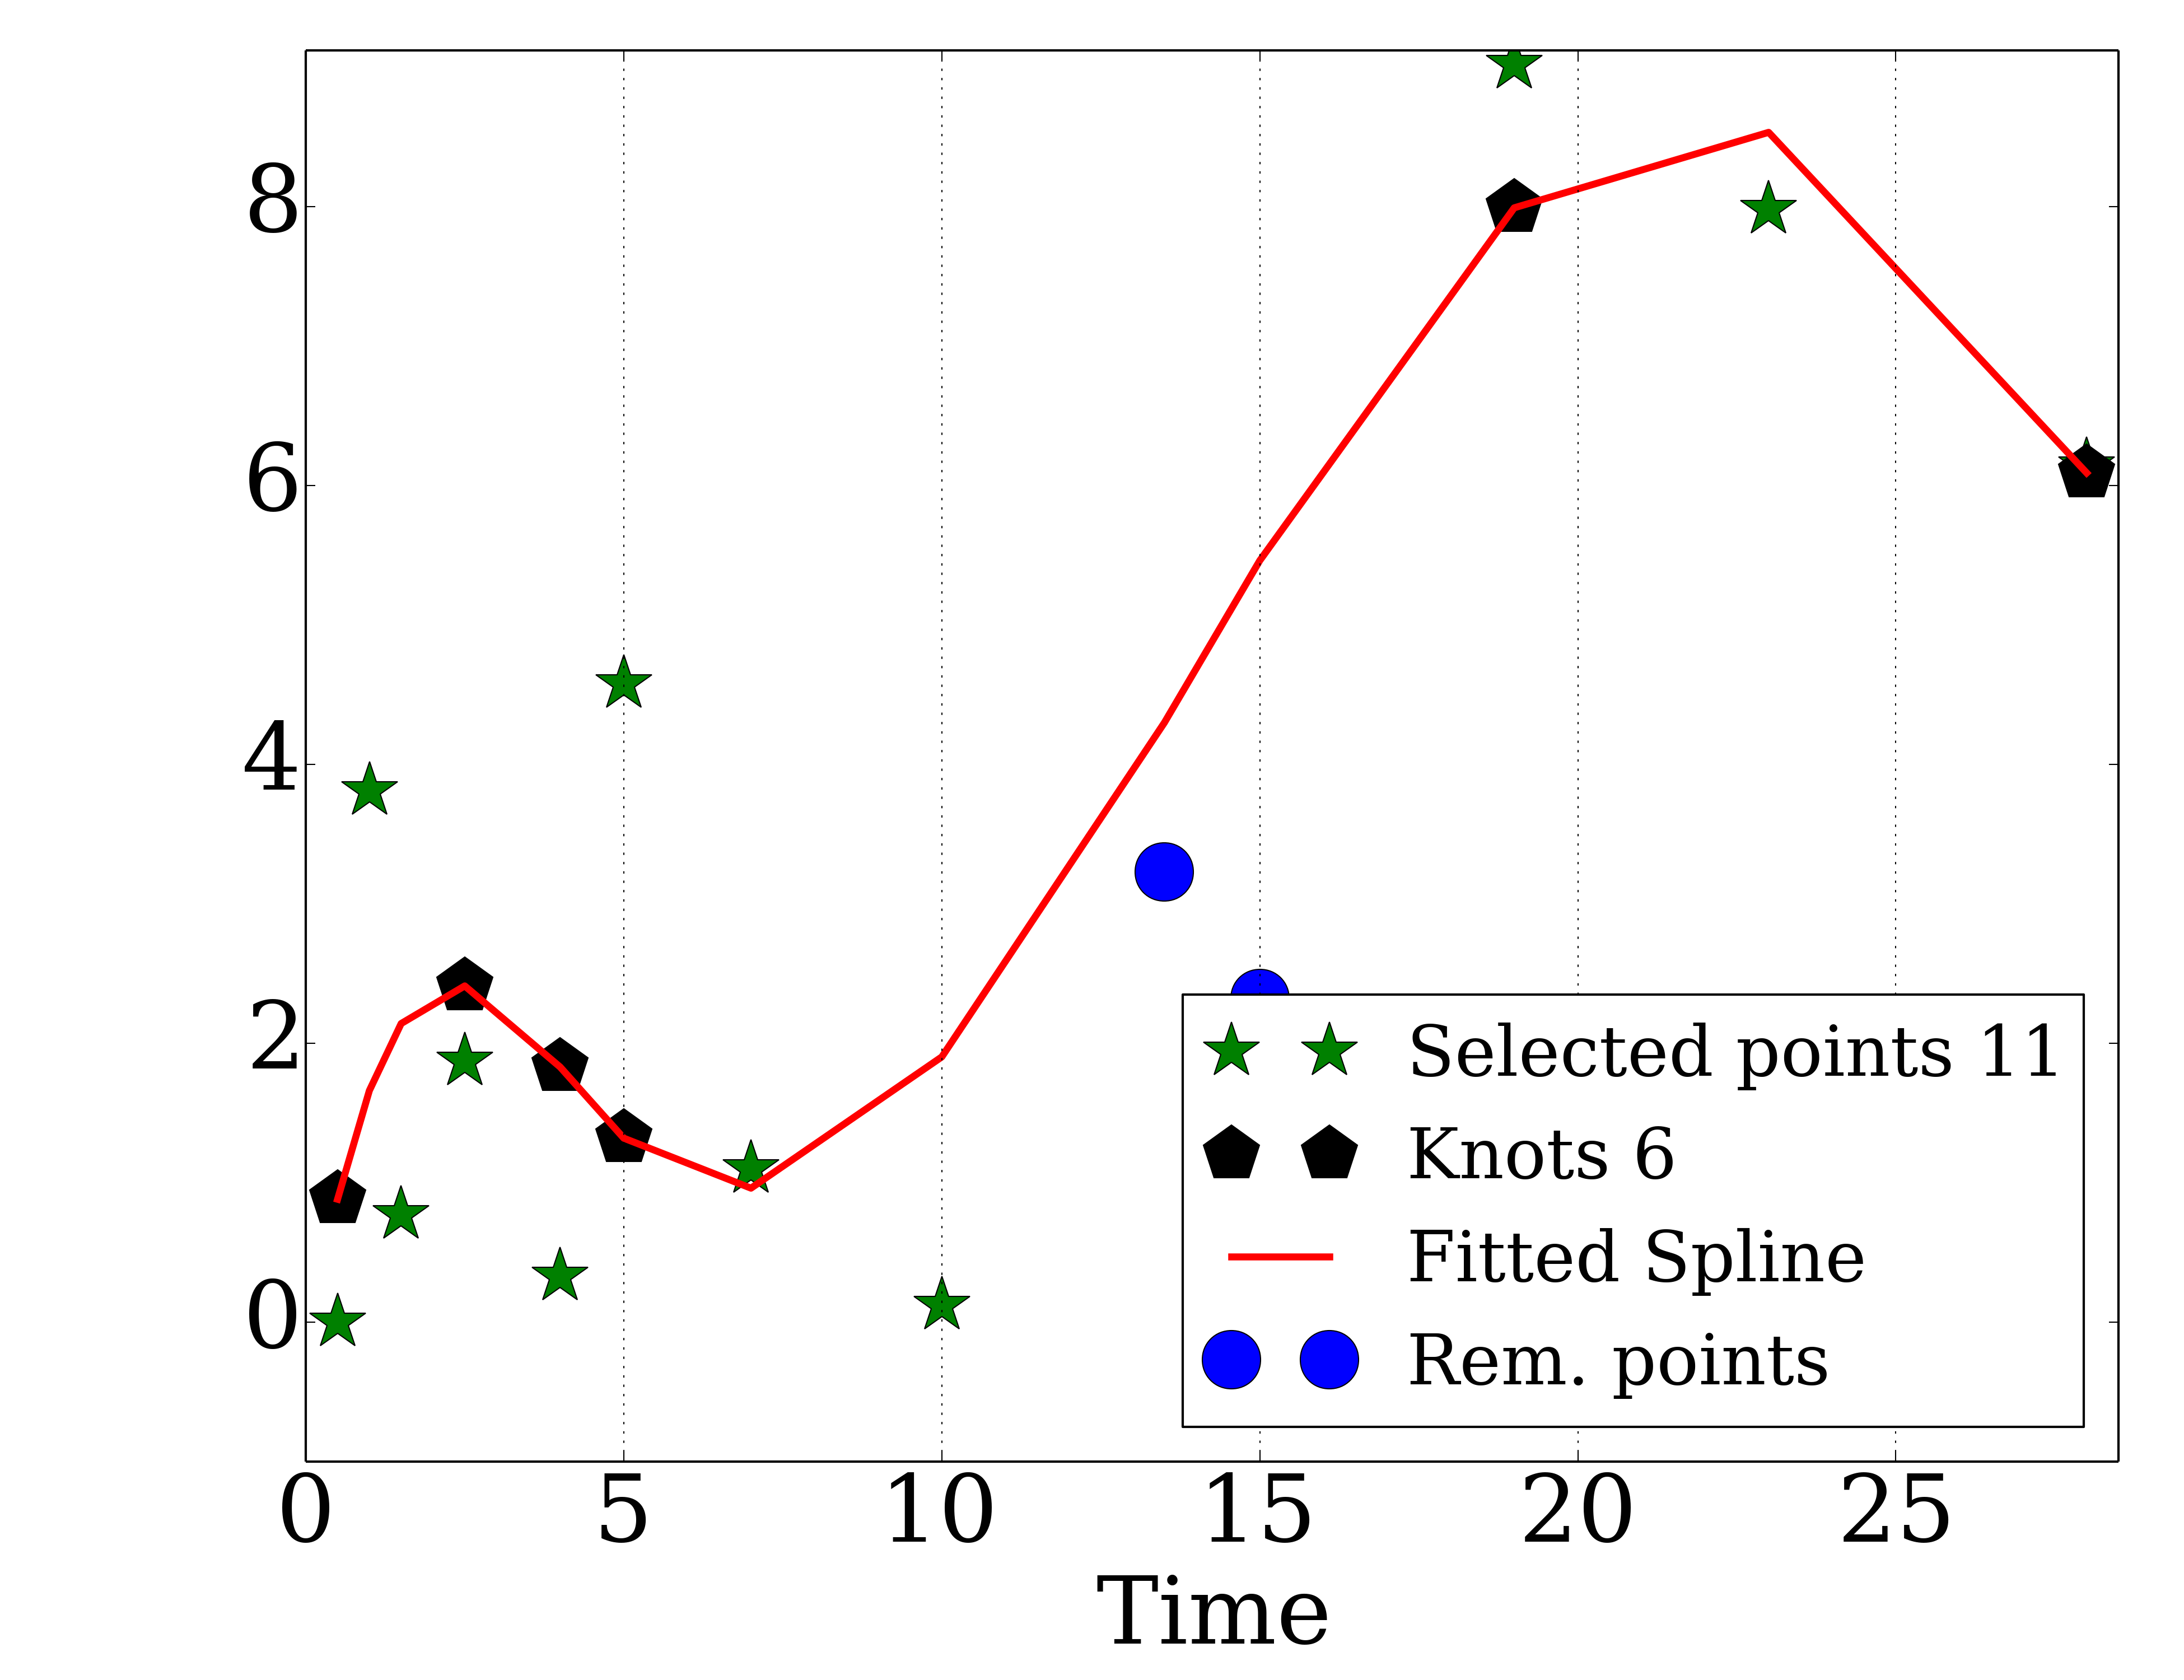 8
6
4
2
0
0 5 10 15 20 25
Time
Selected points 11
Knots 6
Fitted Spline
Rem. points